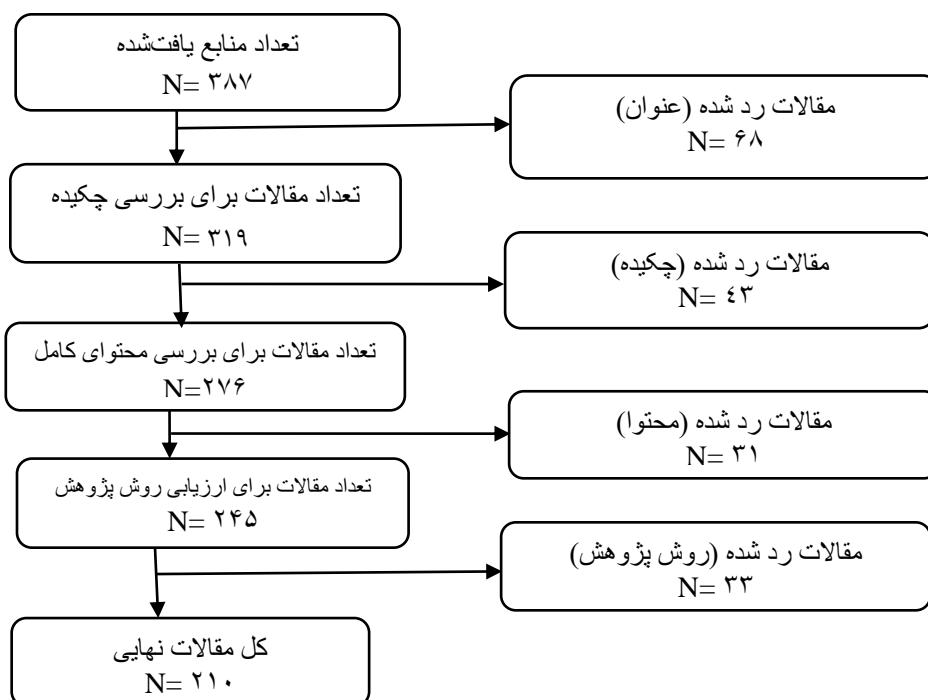 تعداد منابع یافت‌شده
N= ۳۸۷
مقالات رد شده (عنوان)
N= ۶۸
تعداد مقالات برای بررسی چکیده
N= ۳۱۹
مقالات رد شده (چکیده)
N= ٤۳
تعداد مقالات برای بررسی محتوای کامل
N=۲۷۶
مقالات رد شده (محتوا)
N= ۳۱
تعداد مقالات برای ارزیابی روش پژوهش
N= ۲۴۵
مقالات رد شده (روش پژوهش)
N= ۳۳
کل مقالات نهایی
N= ۲۱۰